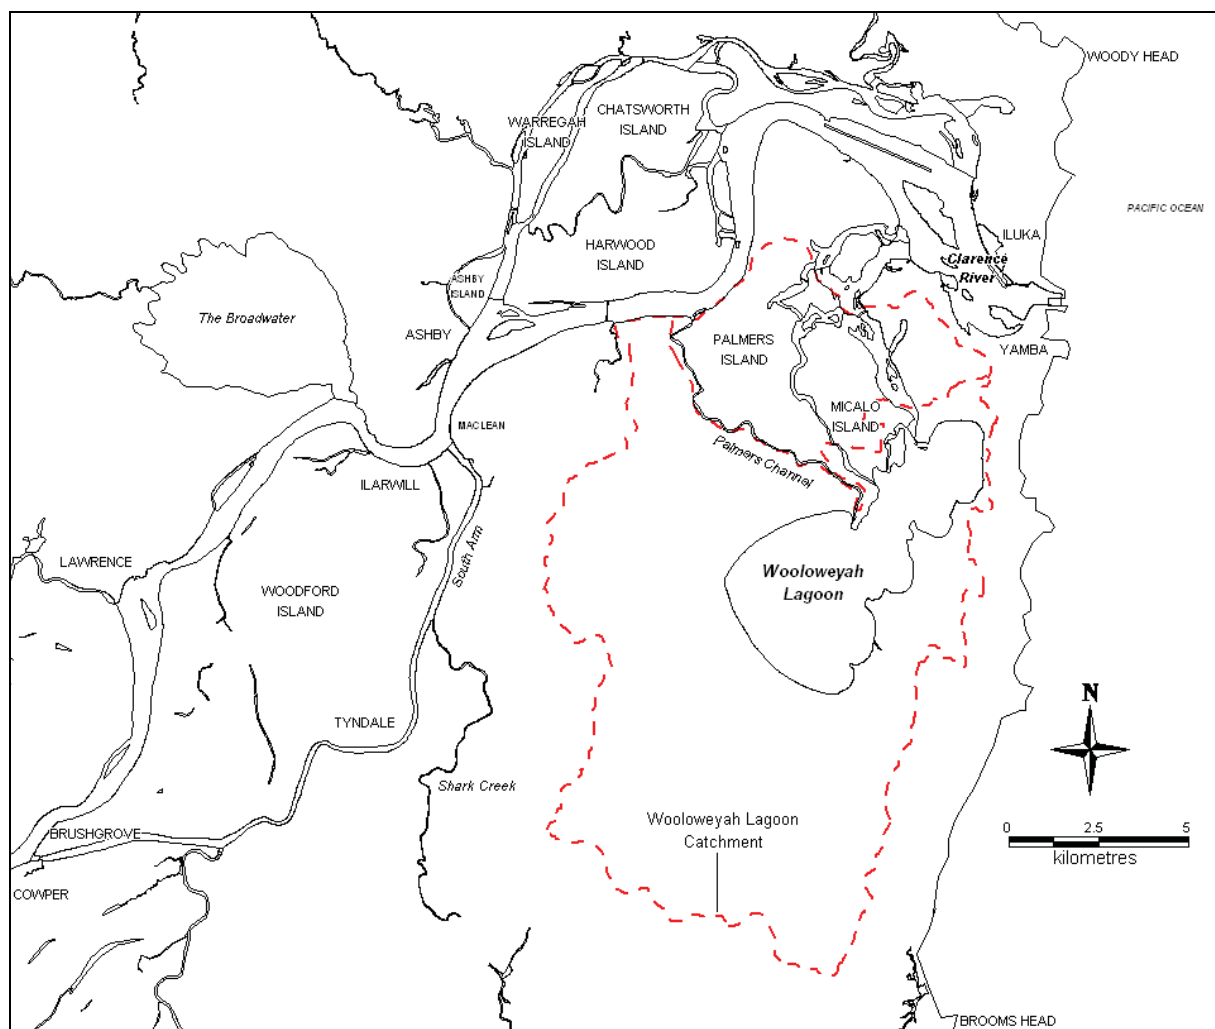 WOODY HEAD
CHATSWORTH
ISLAND
WARREGAH
ISLAND
PACIFIC OCEAN
ILUKA
HARWOOD
ISLAND
Clarence
River
ASHBY
ISLAND
The Broadwater
ASHBY
PALMERS
ISLAND
YAMBA
MICALO
ISLAND
MACLEAN
Palmers Channel
ILARWILL
South Arm
LAWRENCE
WOODFORD
ISLAND
Wooloweyah
Lagoon
N
TYNDALE
Shark Creek
Wooloweyah Lagoon
Catchment
0 2.5 5
kilometres
BRUSHGROVE
COWPER
BROOMS HEAD